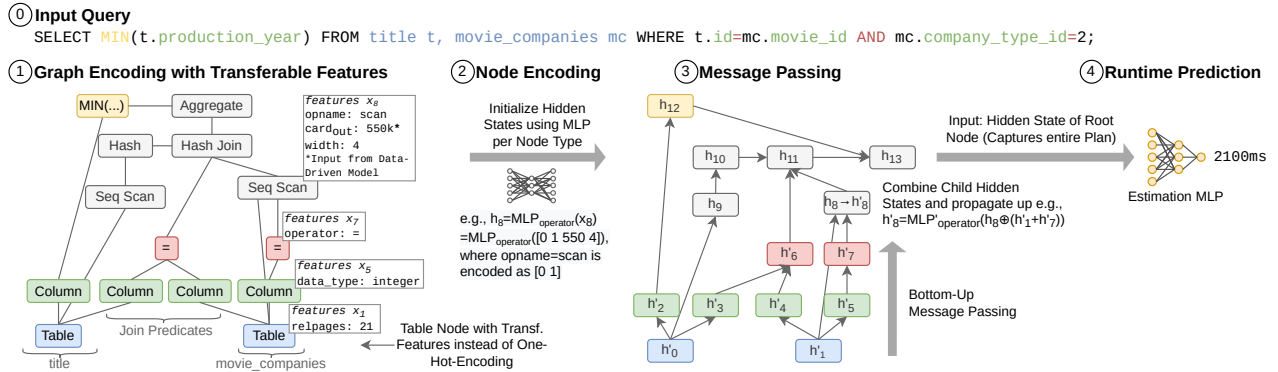 0 Input Query
SELECT MIN(t.production_year) FROM title t, movie_companies mc WHERE t.id=mc.movie_id AND mc.company_type_id=2;
1 Graph Encoding with Transferable Features
MIN(...)
Aggregate
Hash
Hash Join
Seq Scan
Seq Scan
=
=
Column
Column
Column
Column
Join Predicates
Table
Table
title
movie_companies
features x8
opname: scan
cardout: 550k*
width: 4
*Input from Data-
Driven Model
features x7
operator: =
features x5
data_type: integer
features x1
relpages: 21
Table Node with Transf.
Features instead of One-
Hot-Encoding
2 Node Encoding
Initialize Hidden
States using MLP
per Node Type
e.g., h8=MLPoperator(x8)
=MLPoperator([0 1 550 4]),
where opname=scan is
encoded as [0 1]
3 Message Passing
h12
h10
h11
h13
h9
h8→h'8
h'6
h'7
h'2
h'3
h'4
h'5
h'0
h'1
Input: Hidden State of Root
Node (Captures entire Plan)
Combine Child Hidden
States and propagate up e.g.,
h'8=MLP'operator(h8⊕(h'1+h'7))
Bottom-Up
Message Passing
4 Runtime Prediction
2100ms
Estimation MLP